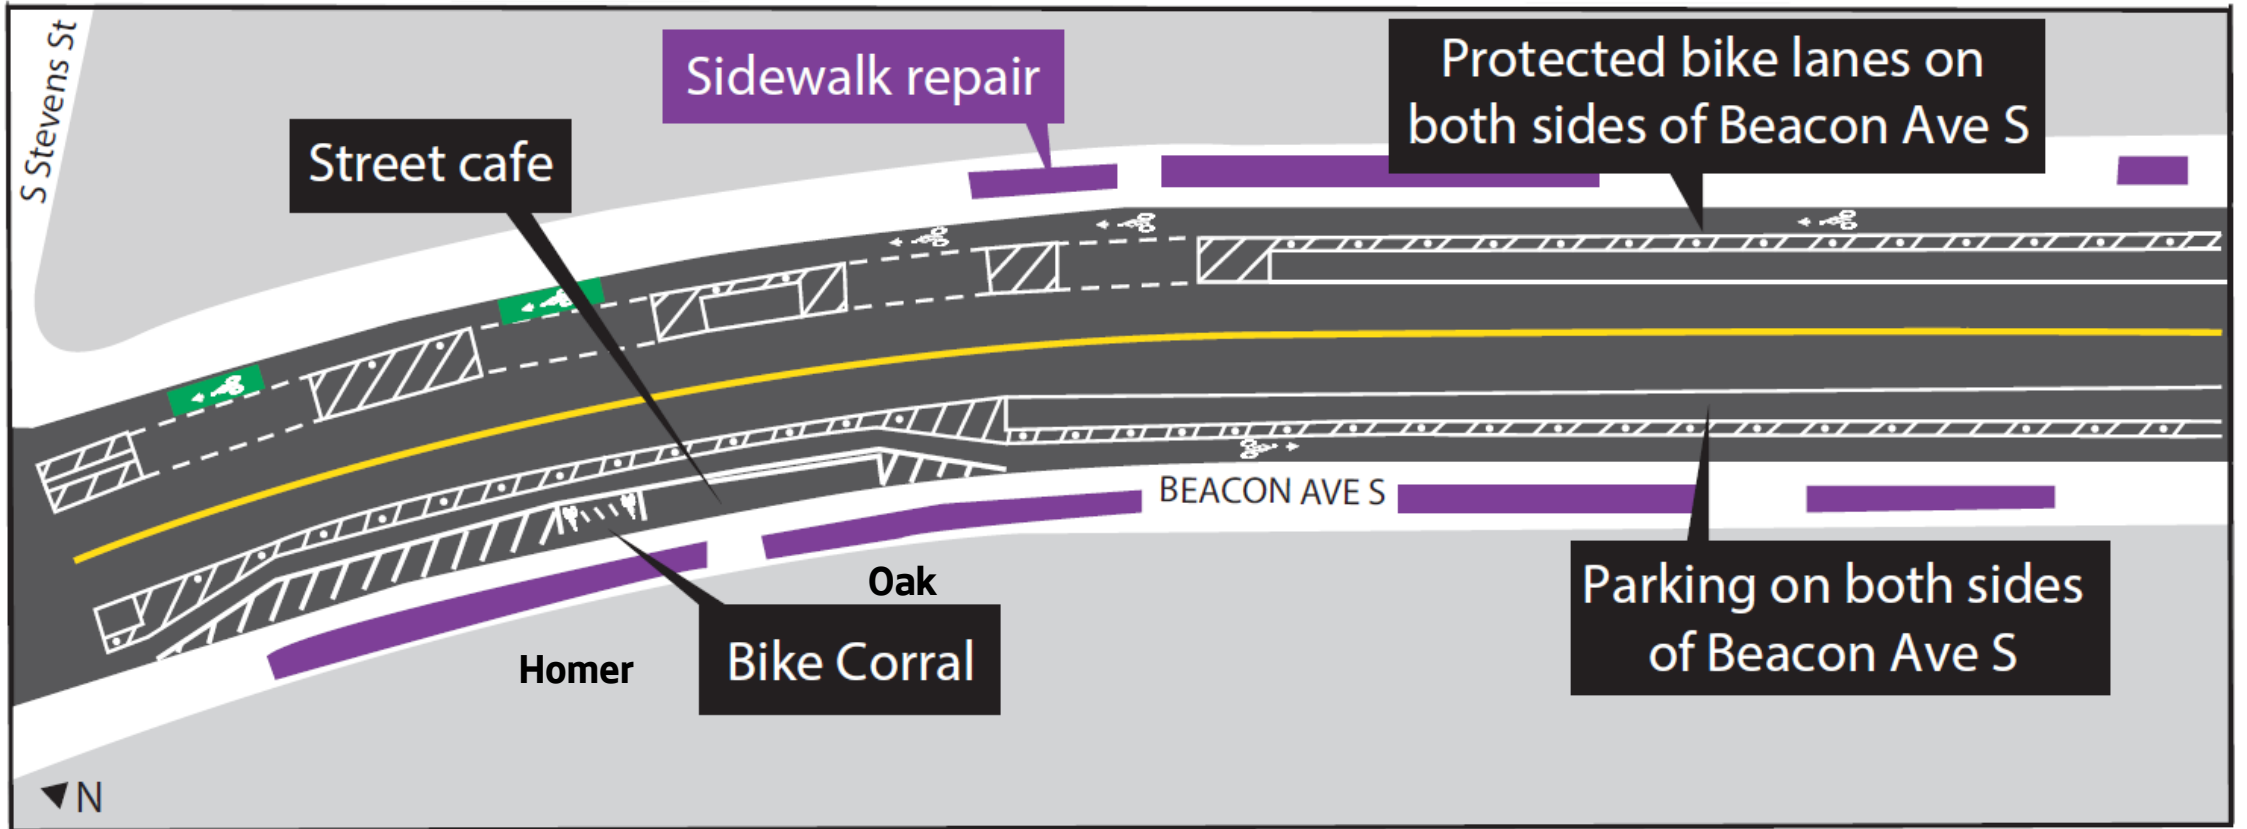 S Stevens St
Sidewalk repair
Protected bike lanes on
both sides of Beacon Ave S
Street cafe
BEACON AVE S
Oak
Homer
Bike Corral
Parking on both sides
of Beacon Ave S
N